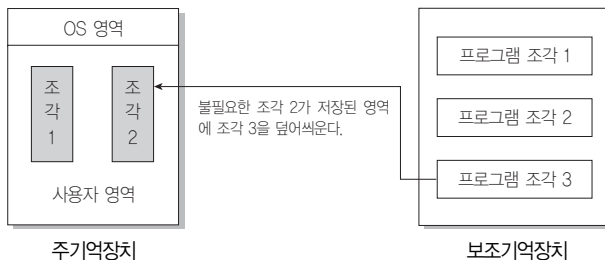 OS 영역
조각 1
조각 2
사용자 영역
주기억장치
불필요한 조각 2가 저장된 영역
에 조각 3을 덮어씌운다.
프로그램 조각 1
프로그램 조각 2
프로그램 조각 3
보조기억장치